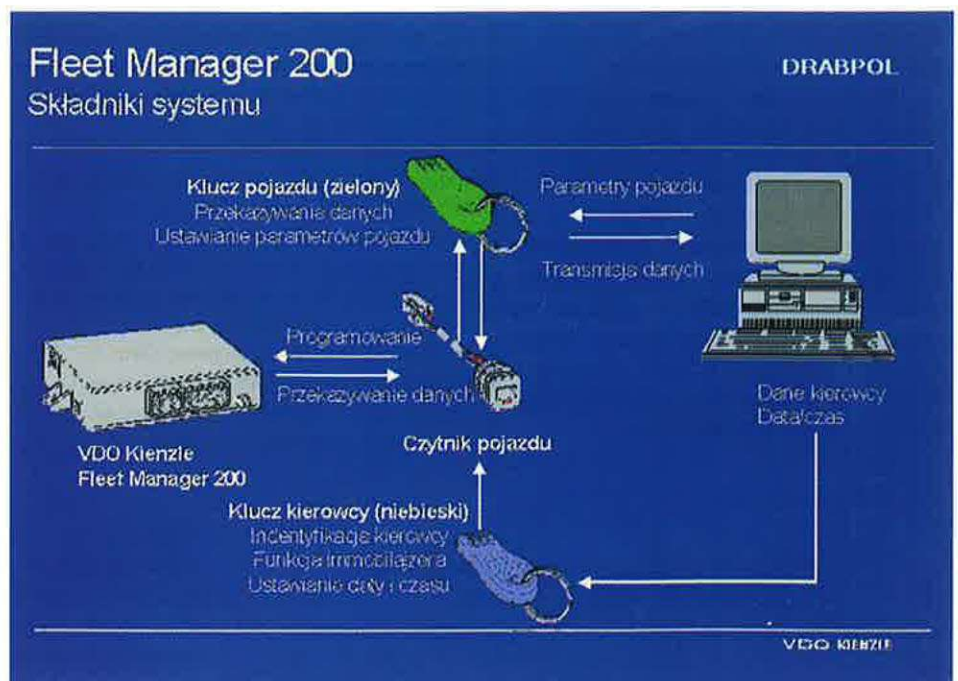 Fleet Manager 200
DRABPOL
Składniki systemu
Klucz pojazdu (zielony)
Przekazywanie danych
Ustawianie parametrów pojazdu
Parametry pojazdu
Transmisja danych
Programowanie
Przekazywanie danych
VDO Kienzle
Fleet Manager 200
Czytnik pojazdu
Dane kierowcy
Data/czas
Klucz kierowcy (niebieski)
Indentyfikacja kierowcy
Funkcja immobilajzera
Ustawianie daty i czasu
VDO KIENZLE